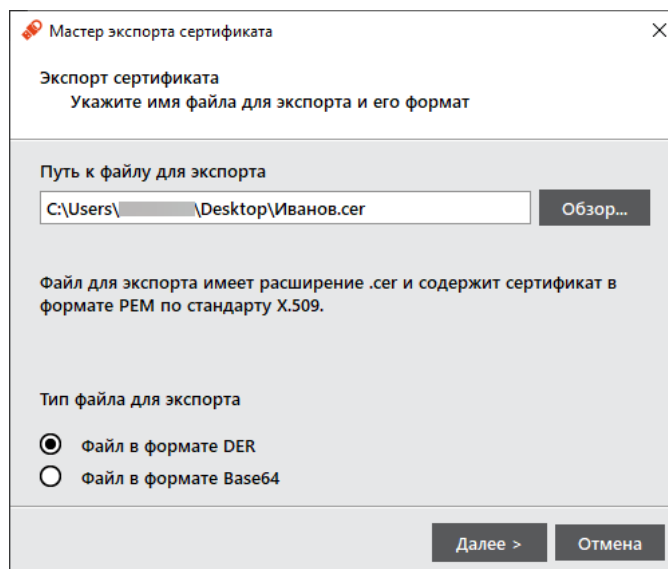 Мастер экспорта сертификата
Экспорт сертификата
Укажите имя файла для экспорта и его формат
Путь к файлу для экспорта
C:\Users\ \Desktop\Иванов.cer
Обзор...
Файл для экспорта имеет расширение .cer и содержит сертификат в
формате PEM по стандарту X.509.
Тип файла для экспорта
Файл в формате DER
Файл в формате Base64
Далее >
Отмена